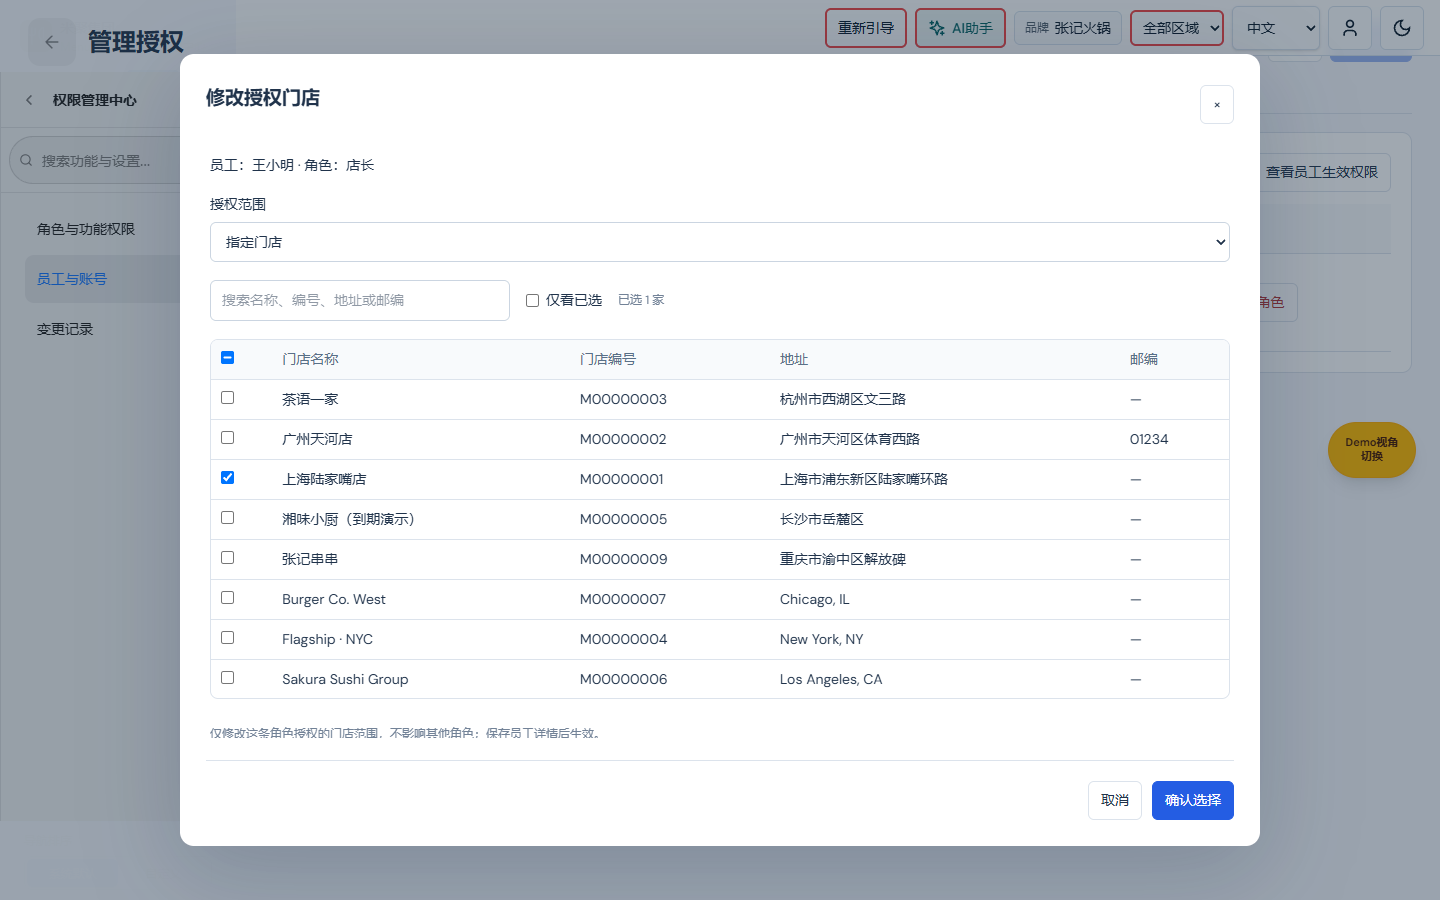 管理授权
重新引导
AI助手
品牌 张记火锅
全部区域
中文
权限管理中心
搜索功能与设置...
角色与功能权限
员工与账号
变更记录
查看员工生效权限
角色
Demo视角
切换
修改授权门店
×
员工：王小明 · 角色：店长
授权范围
指定门店
搜索名称、编号、地址或邮编
仅看已选 已选 1 家
门店名称 门店编号 地址 邮编
茶语一家 M00000003 杭州市西湖区文三路 —
广州天河店 M00000002 广州市天河区体育西路 01234
上海陆家嘴店 M00000001 上海市浦东新区陆家嘴环路 —
湘味小厨（到期演示） M00000005 长沙市岳麓区 —
张记串串 M00000009 重庆市渝中区解放碑 —
Burger Co. West M00000007 Chicago, IL —
Flagship · NYC M00000004 New York, NY —
Sakura Sushi Group M00000006 Los Angeles, CA —
仅修改这条角色授权的门店范围，不影响其他角色；保存员工详情后生效。
取消
确认选择